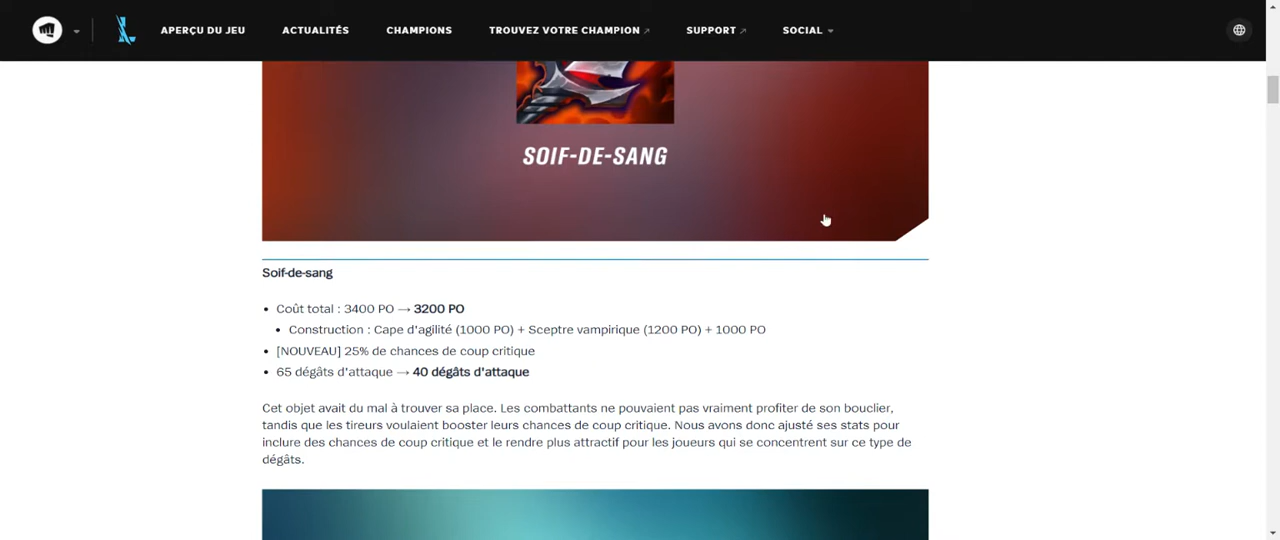 APERÇU DU JEU ACTUALITÉS CHAMPIONS TROUVEZ VOTRE CHAMPION ↗ SUPPORT ↗ SOCIAL
SOIF-DE-SANG
Soif-de-sang
• Coût total : 3400 PO → 3200 PO
• Construction : Cape d'agilité (1000 PO) + Sceptre vampirique (1200 PO) + 1000 PO
• [NOUVEAU] 25% de chances de coup critique
• 65 dégâts d'attaque → 40 dégâts d'attaque
Cet objet avait du mal à trouver sa place. Les combattants ne pouvaient pas vraiment profiter de son bouclier,
tandis que les tireurs voulaient booster leurs chances de coup critique. Nous avons donc ajusté ses stats pour
inclure des chances de coup critique et le rendre plus attractif pour les joueurs qui se concentrent sur ce type de
dégâts.